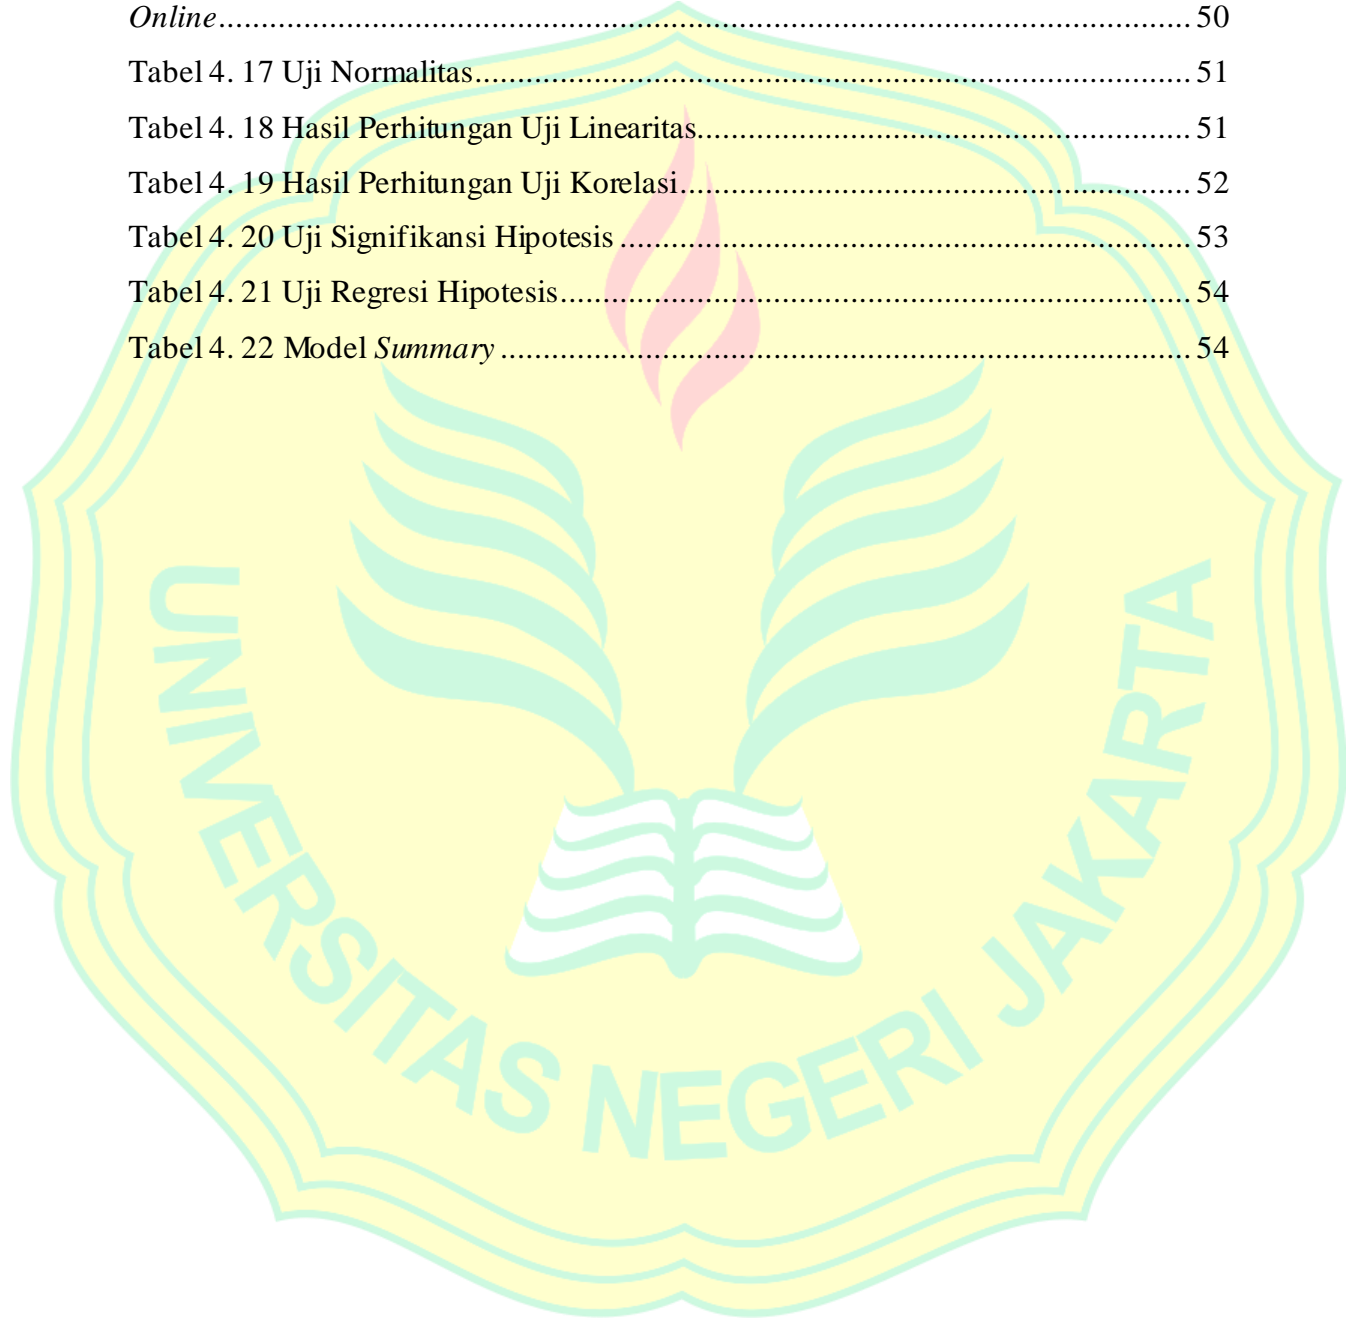 Online.................................................................................................................... 50
Tabel 4. 17 Uji Normalitas...................................................................................... 51
Tabel 4. 18 Hasil Perhitungan Uji Linearitas........................................................... 51
Tabel 4. 19 Hasil Perhitungan Uji Korelasi............................................................. 52
Tabel 4. 20 Uji Signifikansi Hipotesis .................................................................... 53
Tabel 4. 21 Uji Regresi Hipotesis........................................................................... 54
Tabel 4. 22 Model Summary .................................................................................. 54
UNIVERSITAS NEGERI JAKARTA